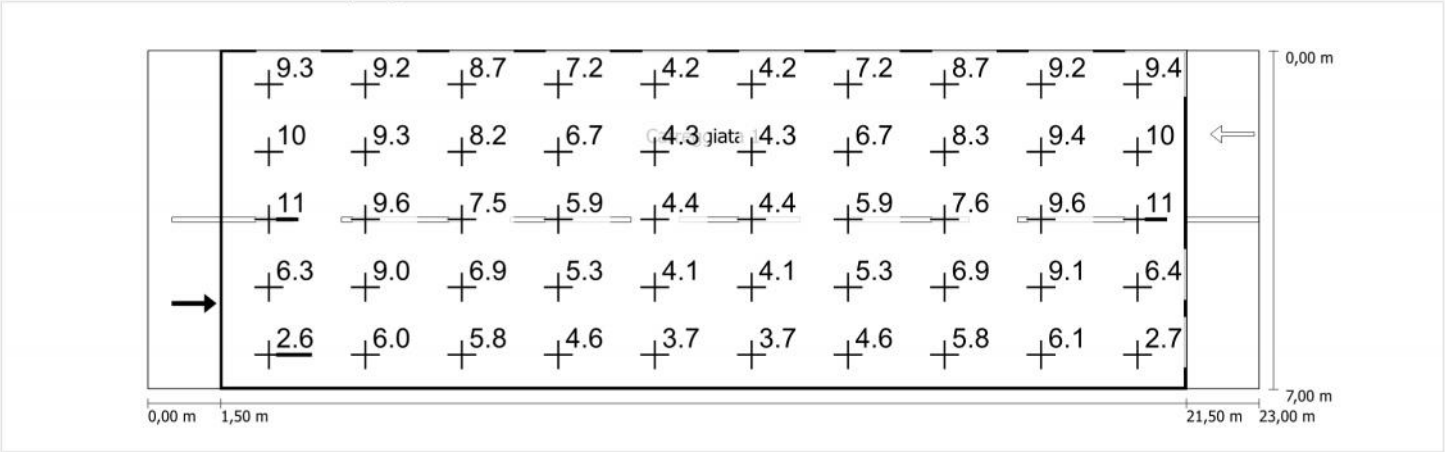 9.3 9.2 8.7 7.2 4.2 4.2 7.2 8.7 9.2 9.4
0,00 m
10 9.3 8.2 6.7 4.3 4.3 6.7 8.3 9.4 10
Carreggiata 1
11 9.6 7.5 5.9 4.4 4.4 5.9 7.6 9.6 11
6.3 9.0 6.9 5.3 4.1 4.1 5.3 6.9 9.1 6.4
2.6 6.0 5.8 4.6 3.7 3.7 4.6 5.8 6.1 2.7
7,00 m
0,00 m 1,50 m 21,50 m 23,00 m